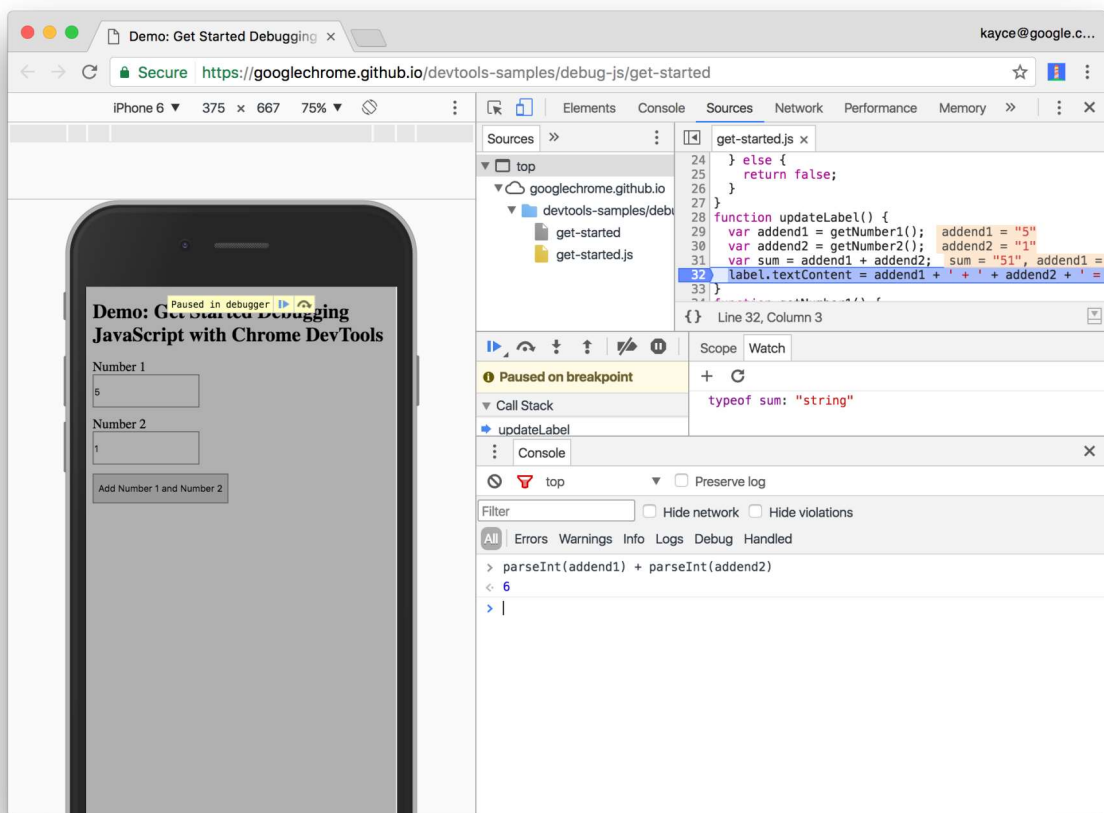 Demo: Get Started Debugging
kayce@google.c...
Secure https://googlechrome.github.io/devtools-samples/debug-js/get-started
iPhone 6 ▼ 375 × 667 75% ▼
Paused in debugger
Demo: Get Started Debugging
JavaScript with Chrome DevTools
Number 1
5
Number 2
1
Add Number 1 and Number 2
Elements Console Sources Network Performance Memory »
Sources »
top
googlechrome.github.io
devtools-samples/debu
get-started
get-started.js
get-started.js ×
24 } else {
25 return false;
26 }
27 }
28 function updateLabel() {
29 var addend1 = getNumber1(); addend1 = "5"
30 var addend2 = getNumber2(); addend2 = "1"
31 var sum = addend1 + addend2; sum = "51", addend1 =
32 label.textContent = addend1 + ' + ' + addend2 + ' =
33 }
{} Line 32, Column 3
Paused on breakpoint
Call Stack
updateLabel
Scope Watch
typeof sum: "string"
Console
top ▼ Preserve log
Filter Hide network Hide violations
All Errors Warnings Info Logs Debug Handled
> parseInt(addend1) + parseInt(addend2)
6
>